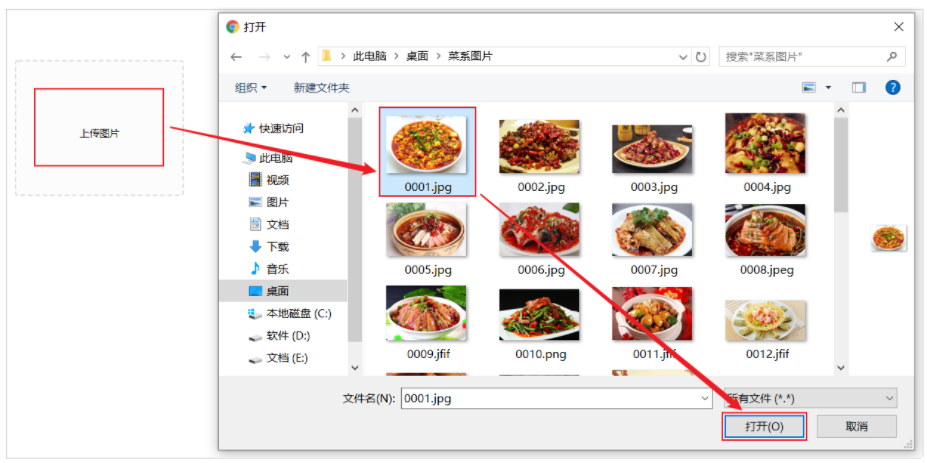 打开
此电脑 > 桌面 > 菜系图片
搜索"菜系图片"
组织
新建文件夹
上传图片
快速访问
此电脑
视频
图片
文档
下载
音乐
桌面
本地磁盘 (C:)
软件 (D:)
文档 (E:)
0001.jpg
0002.jpg
0003.jpg
0004.jpg
0005.jpg
0006.jpg
0007.jpg
0008.jpeg
0009.jfif
0010.png
0011.jfif
0012.jfif
文件名(N):
0001.jpg
所有文件 (*.*)
打开(O)
取消